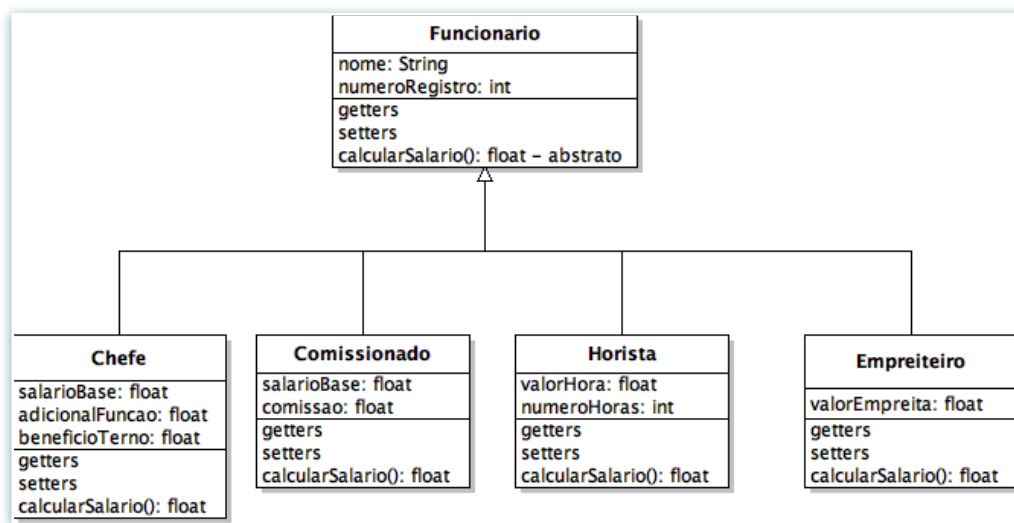 Funcionario
nome: String
numeroRegistro: int
getters
setters
calcularSalario(): float – abstrato
Chefe
salarioBase: float
adicionalFuncao: float
beneficioTerno: float
getters
setters
calcularSalario(): float
Comissionado
salarioBase: float
comissao: float
getters
setters
calcularSalario(): float
Horista
valorHora: float
numeroHoras: int
getters
setters
calcularSalario(): float
Empreiteiro
valorEmpreita: float
getters
setters
calcularSalario(): float